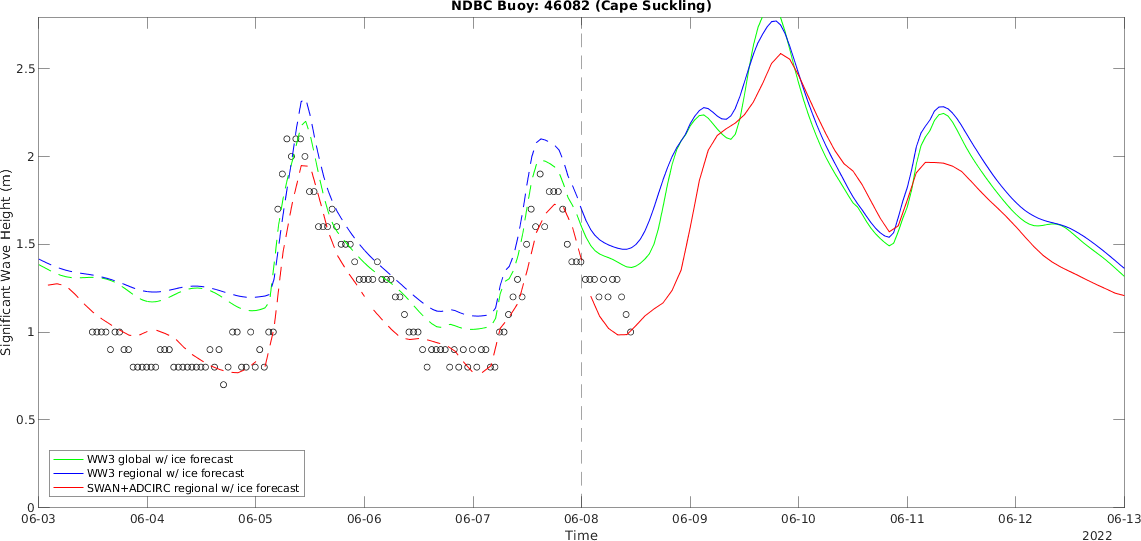 NDBC Buoy: 46082 (Cape Suckling)
Significant Wave Height (m)
2.5
2
1.5
1
0.5
0
WW3 global w/ ice forecast
WW3 regional w/ ice forecast
SWAN+ADCIRC regional w/ ice forecast
06-03 06-04 06-05 06-06 06-07 06-08 06-09 06-10 06-11 06-12 06-13
Time
2022